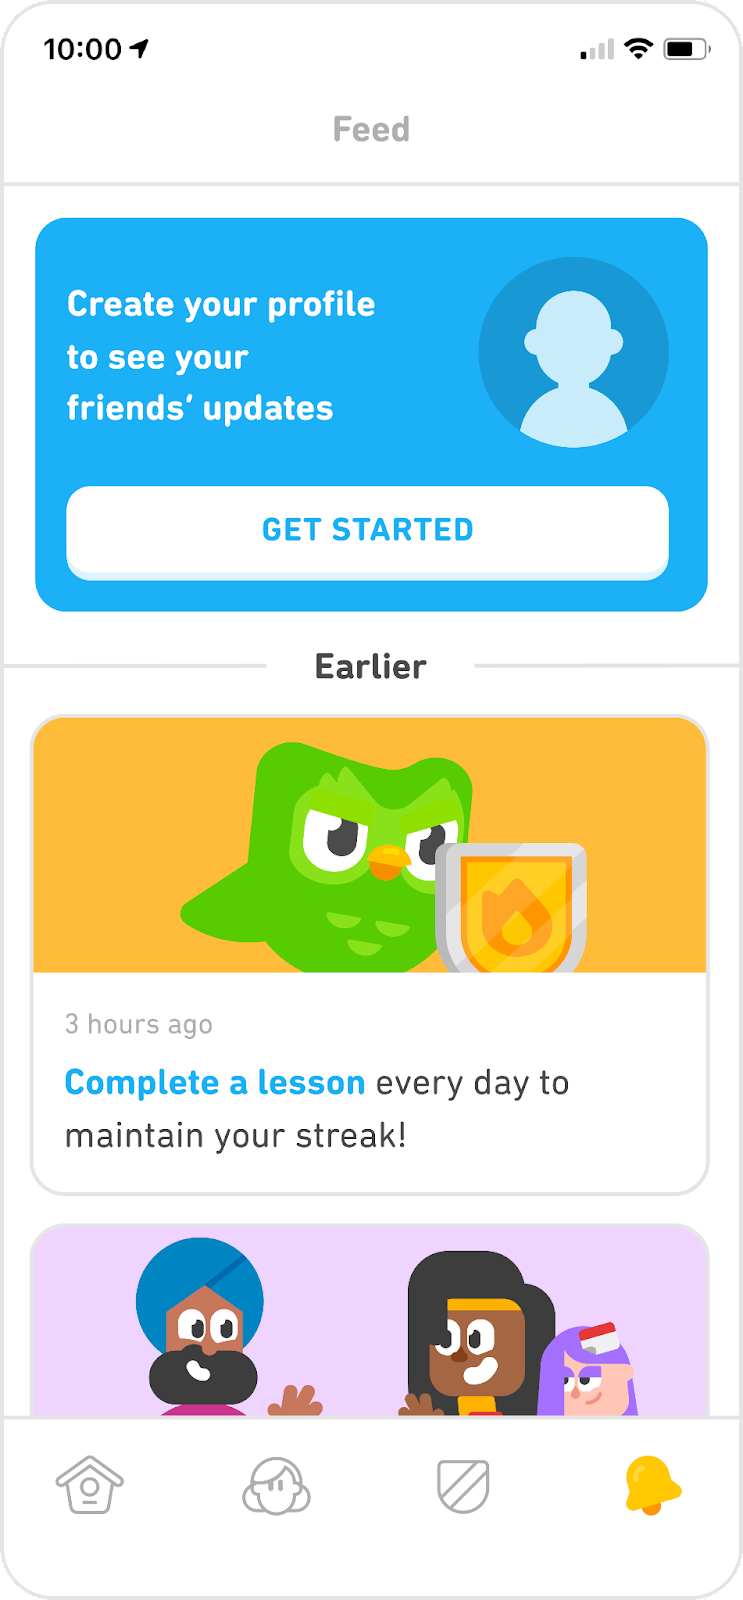 10:00
Feed
Create your profile
to see your
friends’ updates
GET STARTED
Earlier
3 hours ago
Complete a lesson every day to
maintain your streak!